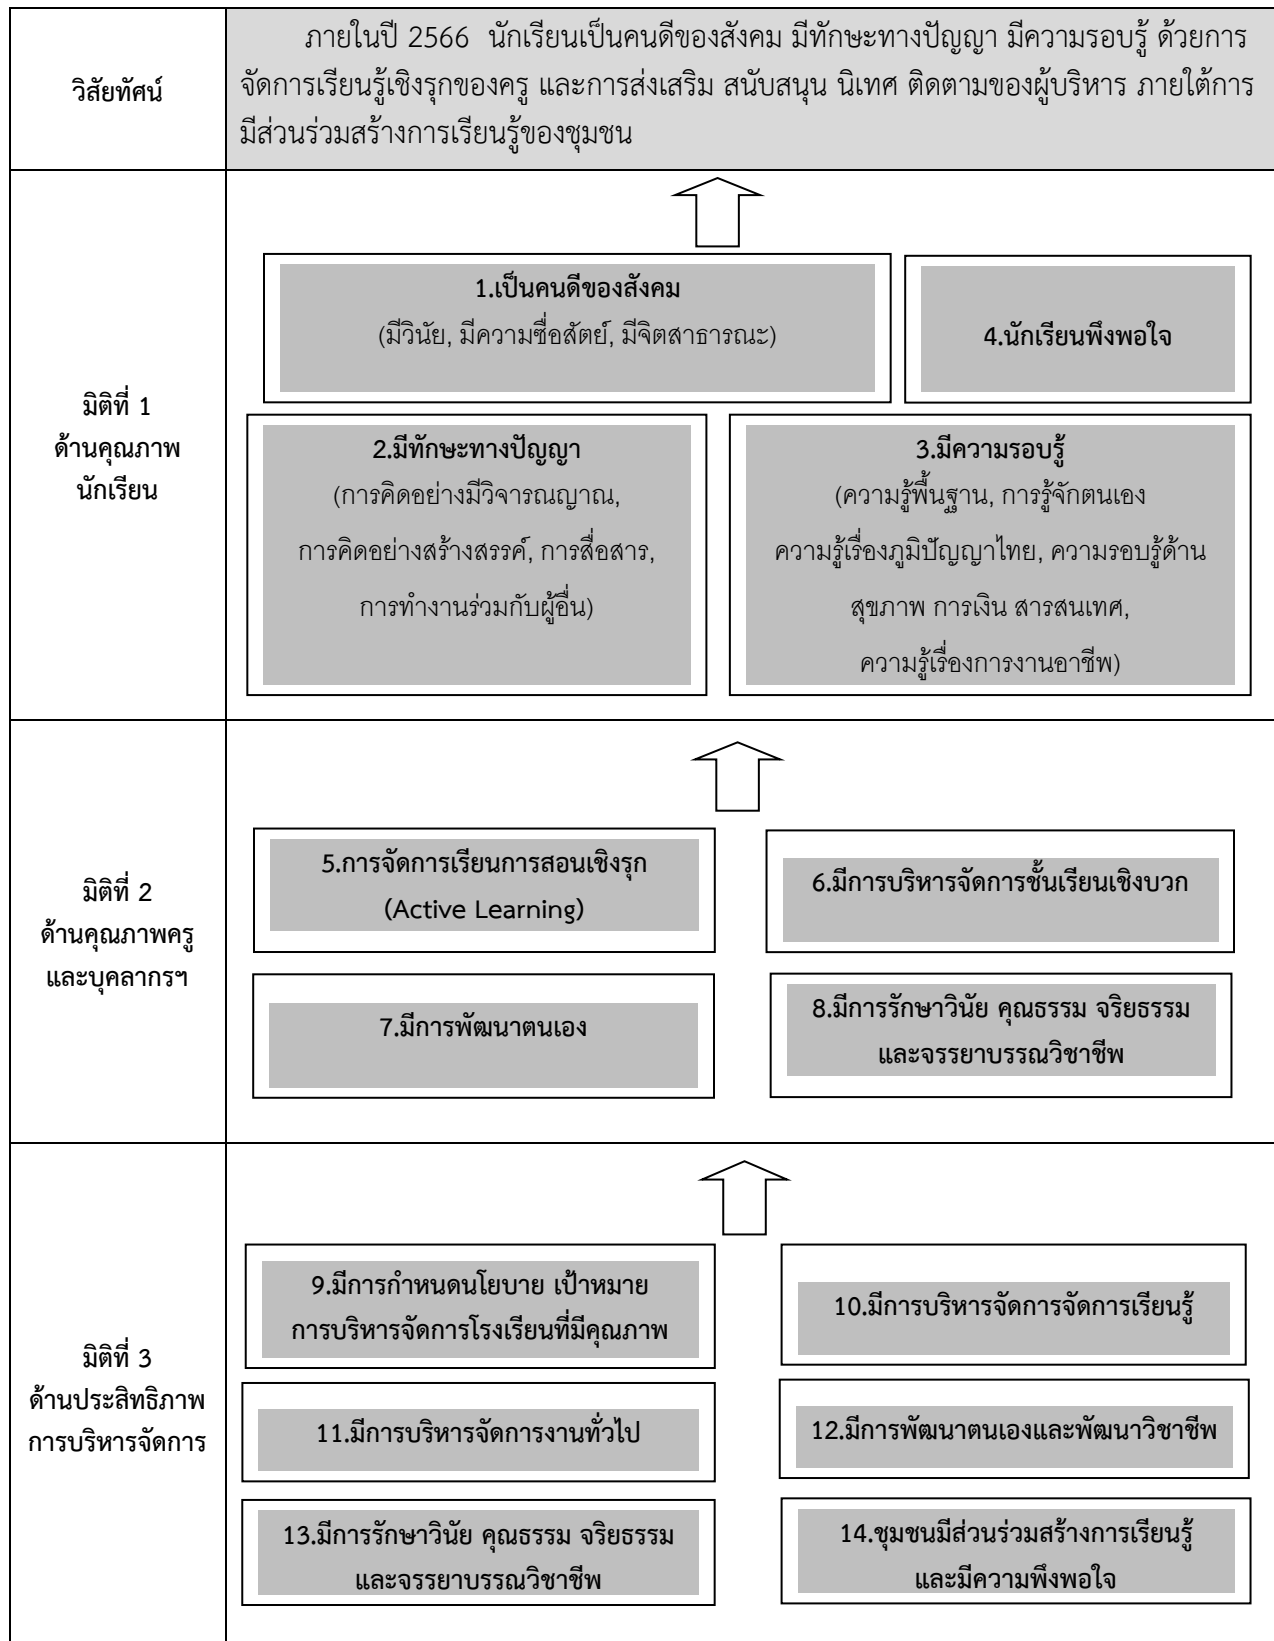 วิสัยทัศน์
ภายในปี 2566 นักเรียนเป็นคนดีของสังคม มีทักษะทางปัญญา มีความรอบรู้ ด้วยการ
จัดการเรียนรู้เชิงรุกของครู และการส่งเสริม สนับสนุน นิเทศ ติดตามของผู้บริหาร ภายใต้การ
มีส่วนร่วมสร้างการเรียนรู้ของชุมชน
มิติที่ 1
ด้านคุณภาพ
นักเรียน
1.เป็นคนดีของสังคม
(มีวินัย, มีความซื่อสัตย์, มีจิตสาธารณะ)
4.นักเรียนพึงพอใจ
2.มีทักษะทางปัญญา
(การคิดอย่างมีวิจารณญาณ,
การคิดอย่างสร้างสรรค์, การสื่อสาร,
การทำงานร่วมกับผู้อื่น)
3.มีความรอบรู้
(ความรู้พื้นฐาน, การรู้จักตนเอง
ความรู้เรื่องภูมิปัญญาไทย, ความรอบรู้ด้าน
สุขภาพ การเงิน สารสนเทศ,
ความรู้เรื่องการงานอาชีพ)
มิติที่ 2
ด้านคุณภาพครู
และบุคลากรฯ
5.การจัดการเรียนการสอนเชิงรุก
(Active Learning)
6.มีการบริหารจัดการชั้นเรียนเชิงบวก
7.มีการพัฒนาตนเอง
8.มีการรักษาวินัย คุณธรรม จริยธรรม
และจรรยาบรรณวิชาชีพ
มิติที่ 3
ด้านประสิทธิภาพ
การบริหารจัดการ
9.มีการกำหนดนโยบาย เป้าหมาย
การบริหารจัดการโรงเรียนที่มีคุณภาพ
10.มีการบริหารจัดการจัดการเรียนรู้
11.มีการบริหารจัดการงานทั่วไป
12.มีการพัฒนาตนเองและพัฒนาวิชาชีพ
13.มีการรักษาวินัย คุณธรรม จริยธรรม
และจรรยาบรรณวิชาชีพ
14.ชุมชนมีส่วนร่วมสร้างการเรียนรู้
และมีความพึงพอใจ